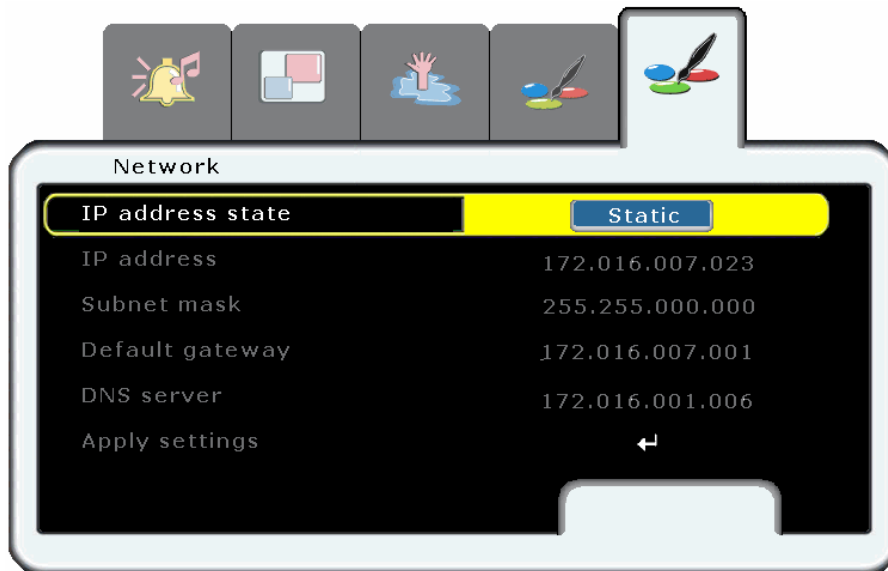 Network
IP address state Static
IP address 172.016.007.023
Subnet mask 255.255.000.000
Default gateway 172.016.007.001
DNS server 172.016.001.006
Apply settings